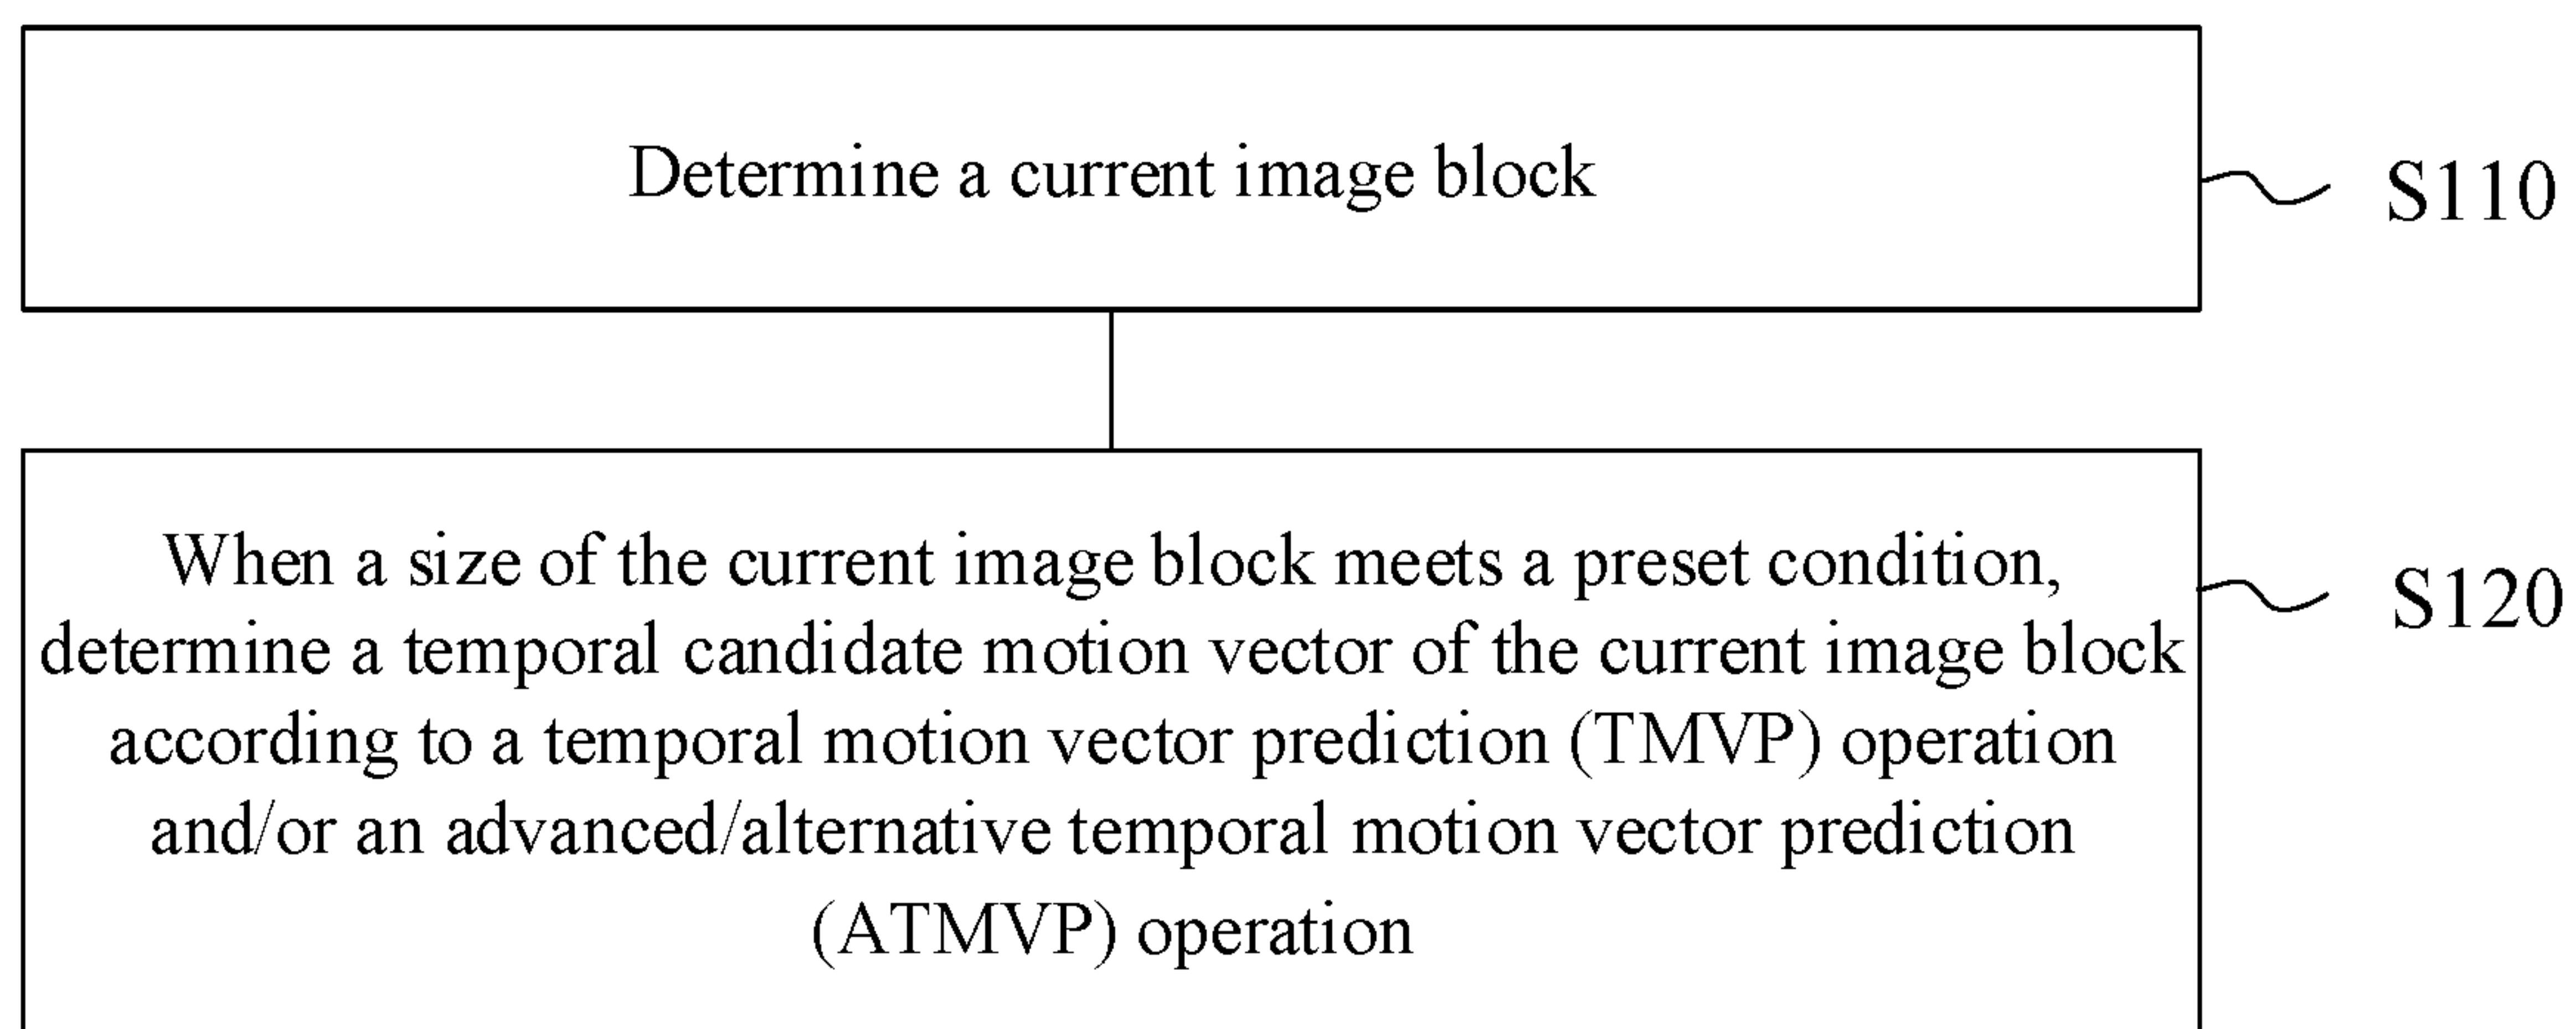 Determine a current image block
S110
When a size of the current image block meets a preset condition,
S120
determine a temporal candidate motion vector of the current image block
according to a temporal motion vector prediction (TMVP) operation
and/or an advanced/alternative temporal motion vector prediction
(ATMVP) operation